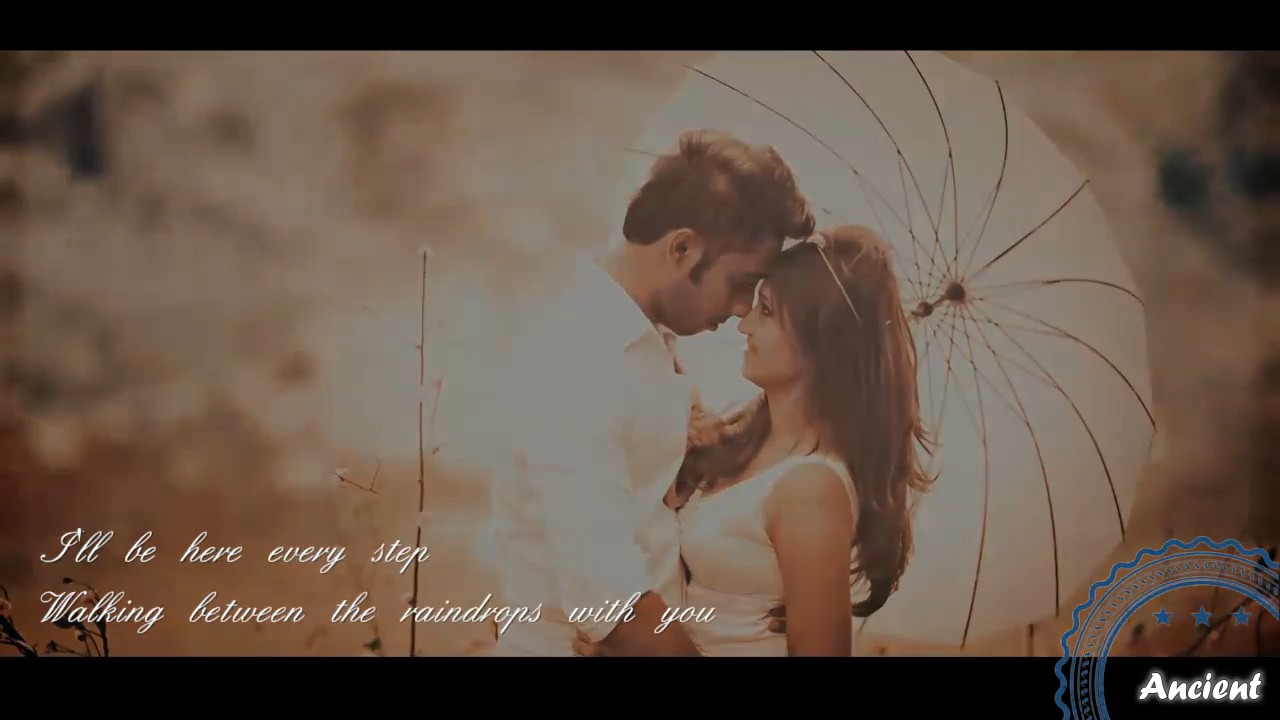 I'll be here every step
Walking between the raindrops with you
Ancient